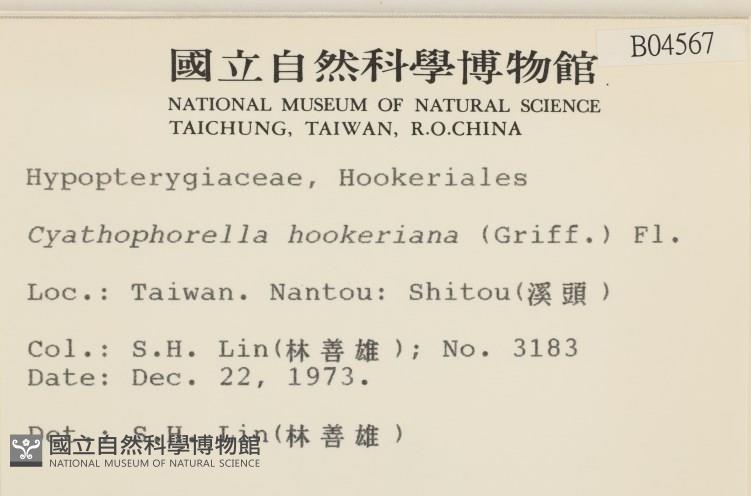 B04567
國立自然科學博物館
NATIONAL MUSEUM OF NATURAL SCIENCE
TAICHUNG, TAIWAN, R.O.CHINA
Hypopterygiaceae, Hookeriales
Cyathophorella hookeriana (Griff.) Fl.
Loc.: Taiwan. Nantou: Shitou(溪頭)
Col.: S.H. Lin(林善雄); No. 3183
Date: Dec. 22, 1973.
Det.: S.H. Lin(林善雄)
國立自然科學博物館
NATIONAL MUSEUM OF NATURAL SCIENCE